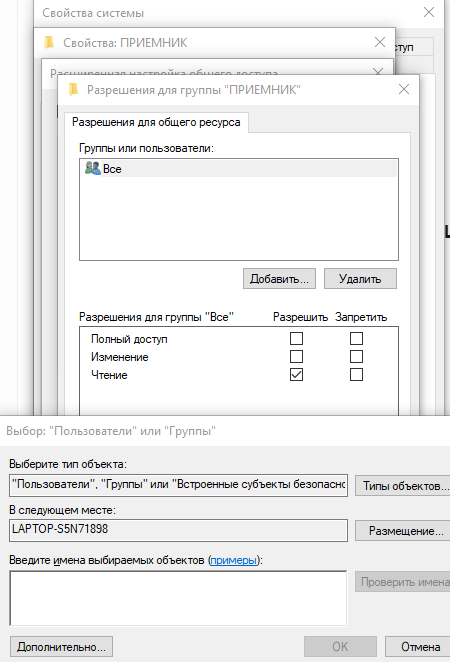 Свойства системы
Свойства: ПРИЕМНИК
ступ
Расширенная настройка общего доступа
Разрешения для группы "ПРИЕМНИК"
Разрешения для общего ресурса
Группы или пользователи:
Все
Добавить...
Удалить
Разрешения для группы "Все" Разрешить Запретить
Полный доступ
Изменение
Чтение
Выбор: "Пользователи" или "Группы"
Выберите тип объекта:
"Пользователи", "Группы" или "Встроенные субъекты безопасно
Типы объектов...
В следующем месте:
LAPTOP-S5N71898
Размещение...
Введите имена выбираемых объектов (примеры):
Проверить имена
Дополнительно...
OK
Отмена